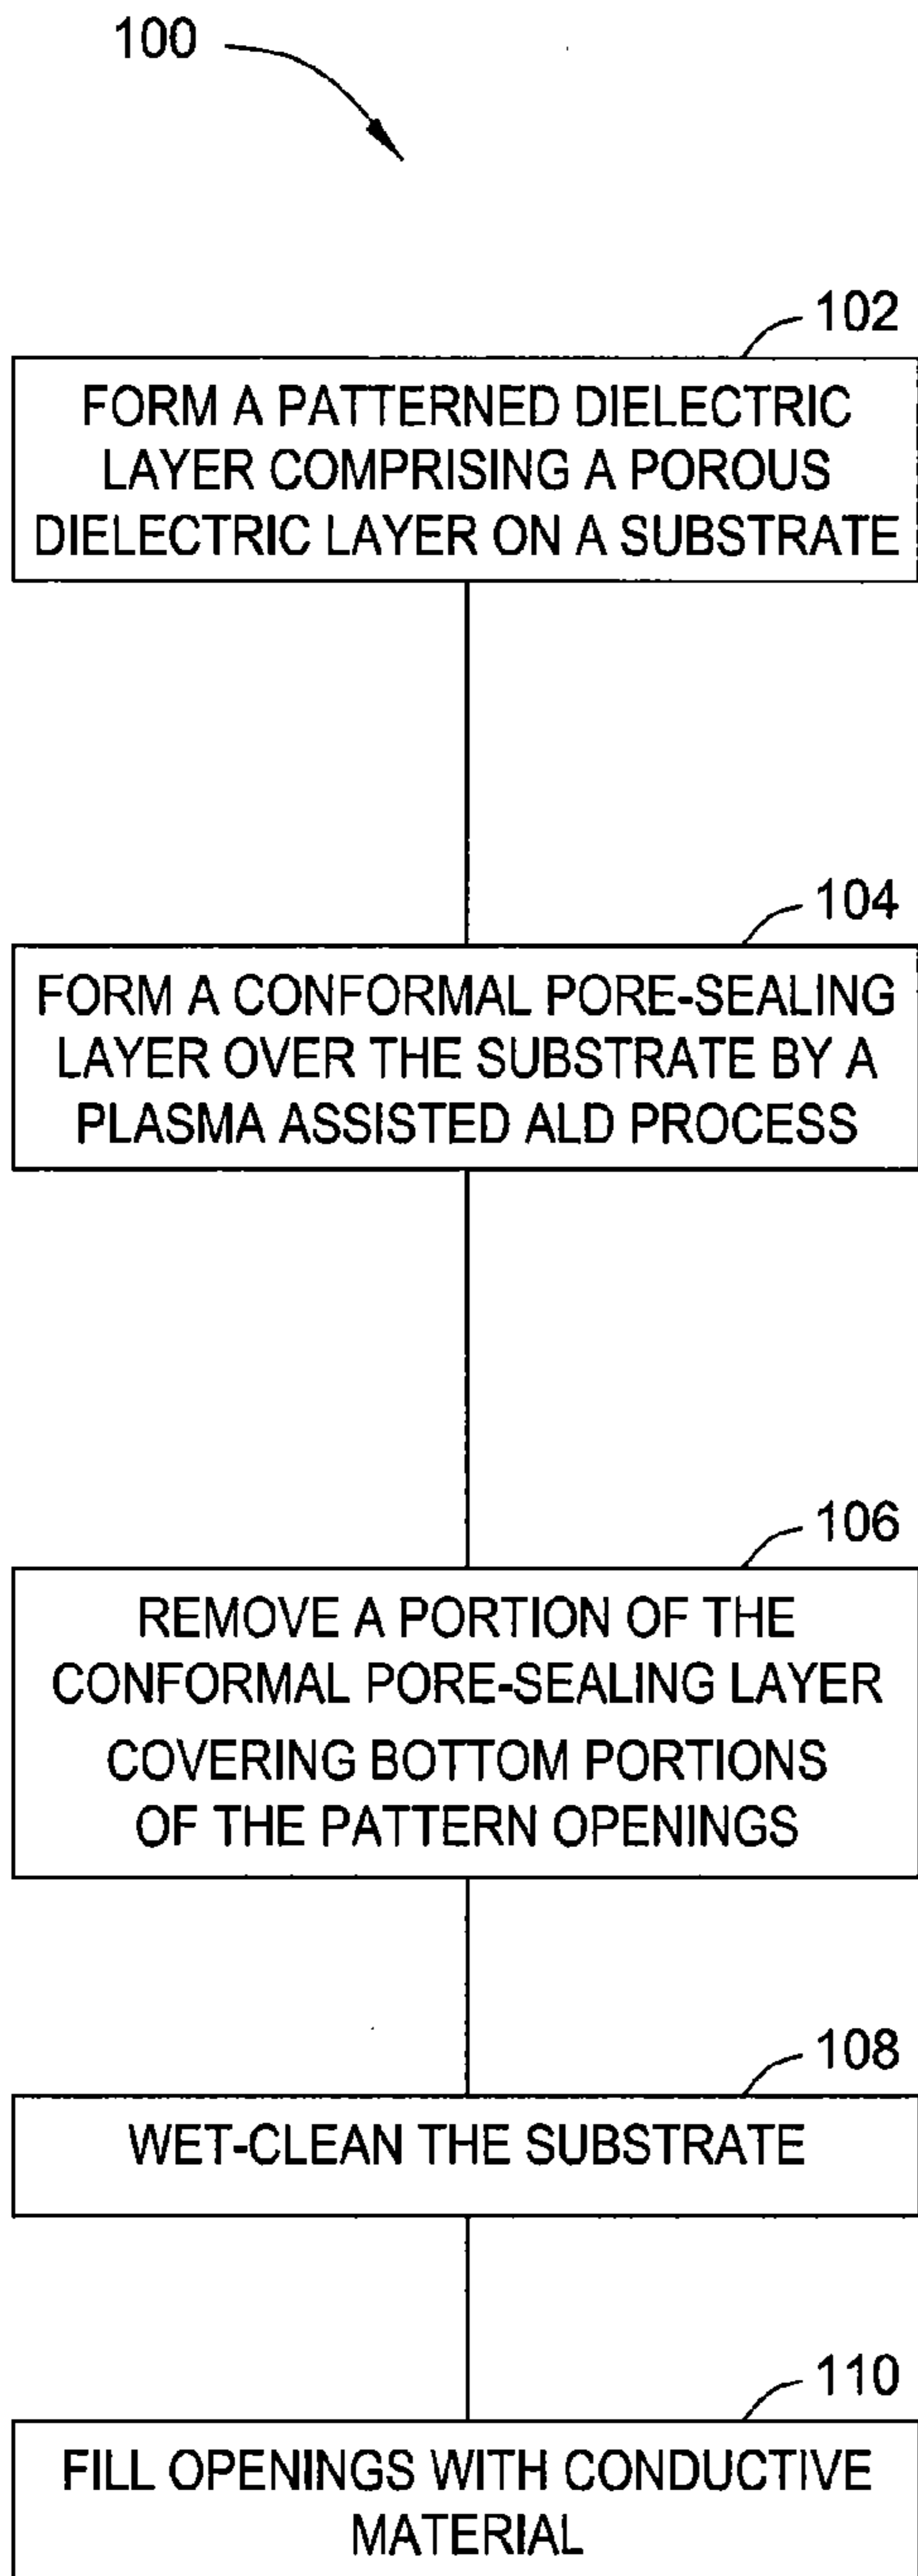 100
102
FORM A PATTERNED DIELECTRIC
LAYER COMPRISING A POROUS
DIELECTRIC LAYER ON A SUBSTRATE
104
FORM A CONFORMAL PORE-SEALING
LAYER OVER THE SUBSTRATE BY A
PLASMA ASSISTED ALD PROCESS
106
REMOVE A PORTION OF THE
CONFORMAL PORE-SEALING LAYER
COVERING BOTTOM PORTIONS
OF THE PATTERN OPENINGS
108
WET-CLEAN THE SUBSTRATE
110
FILL OPENINGS WITH CONDUCTIVE
MATERIAL